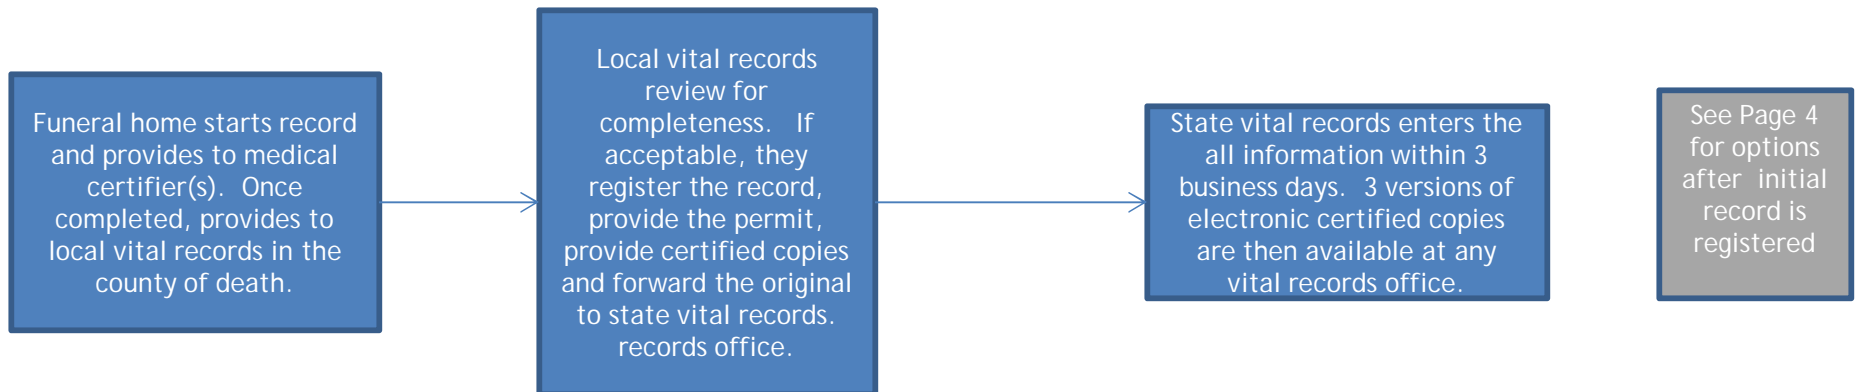 Funeral home starts record
and provides to medical
certifier(s).  Once
completed, provides to
local vital records in the
county of death.
Local vital records
review for
completeness.   If
acceptable, they
register the record,
provide the permit,
provide certified copies
and forward the original
to state vital records.
records office.
State vital records enters the
all information within 3
business days.  3 versions of
electronic certified copies
are then available at any
vital records office.
See Page 4
for options
after  initial
record is
registered